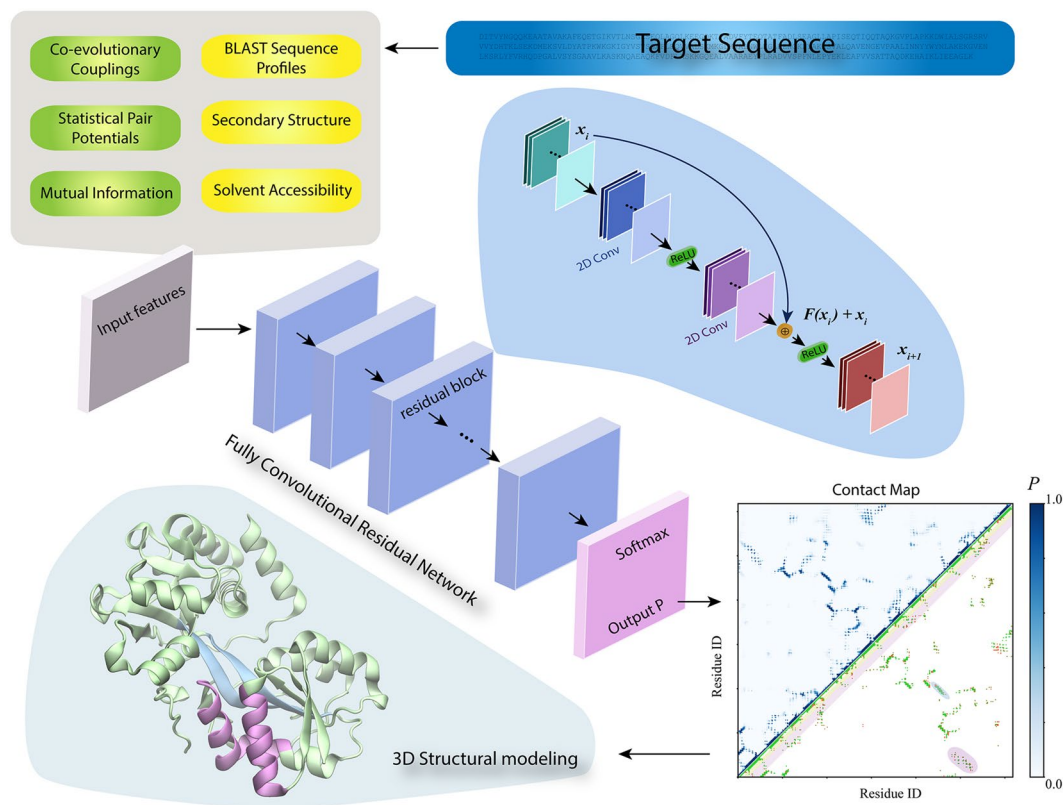 Target Sequence
Co-evolutionary
Couplings
BLAST Sequence
Profiles
Statistical Pair
Potentials
Secondary Structure
Mutual Information
Solvent Accessibility
x_i
2D Conv
ReLU
2D Conv
F(x_i) + x_i
ReLU
x_{i+1}
Input features
residual block
Fully Convolutional Residual Network
Softmax
Output P
Contact Map
P
1.0
0.0
Residue ID
Residue ID
3D Structural modeling